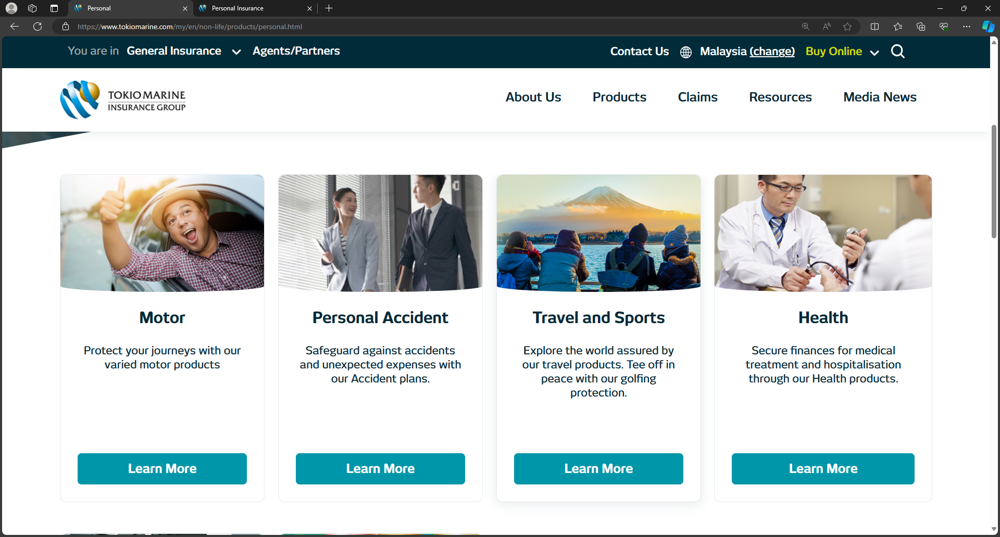 Personal
Personal Insurance
https://www.tokiomarine.com/my/en/non-life/products/personal.html
You are in General Insurance Agents/Partners
Contact Us Malaysia (change) Buy Online
TOKIO MARINE
INSURANCE GROUP
About Us Products Claims Resources Media News
Motor
Protect your journeys with our
varied motor products
Learn More
Personal Accident
Safeguard against accidents
and unexpected expenses with
our Accident plans.
Learn More
Travel and Sports
Explore the world assured by
our travel products. Tee off in
peace with our golfing
protection.
Learn More
Health
Secure finances for medical
treatment and hospitalisation
through our Health products.
Learn More